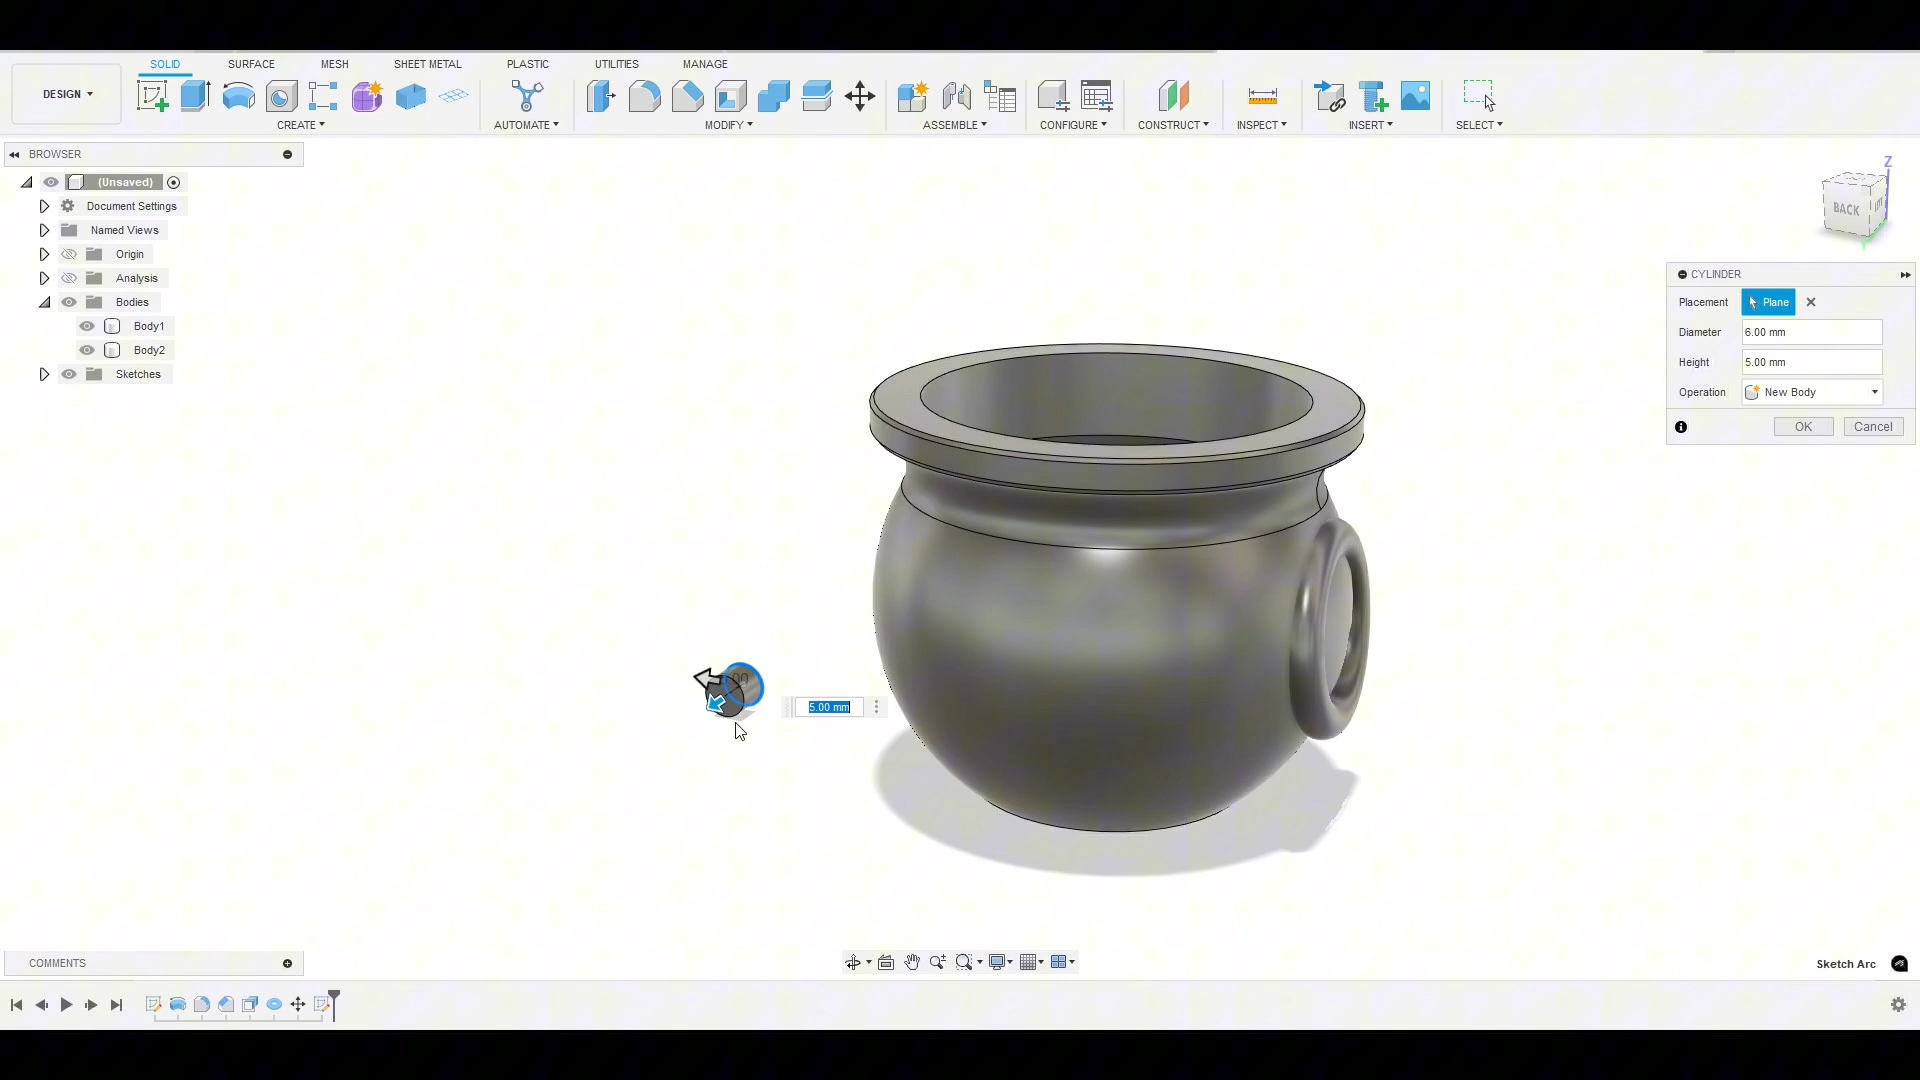 SOLID SURFACE MESH SHEET METAL PLASTIC UTILITIES MANAGE
DESIGN
CREATE AUTOMATE MODIFY ASSEMBLE CONFIGURE CONSTRUCT INSPECT INSERT SELECT
BROWSER
(Unsaved)
Document Settings
Named Views
Origin
Analysis
Bodies
Body1
Body2
Sketches
Z
BACK
CYLINDER
Placement Plane
Diameter 6.00 mm
Height 5.00 mm
Operation New Body
OK Cancel
5.00 mm
COMMENTS
Sketch Arc